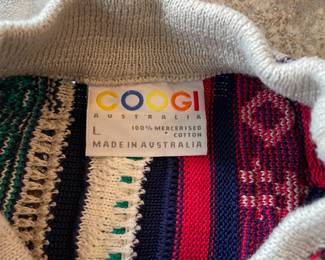 COOGI
AUSTRALIA
L 100% MERCERISED
COTTON
MADE IN AUSTRALIA